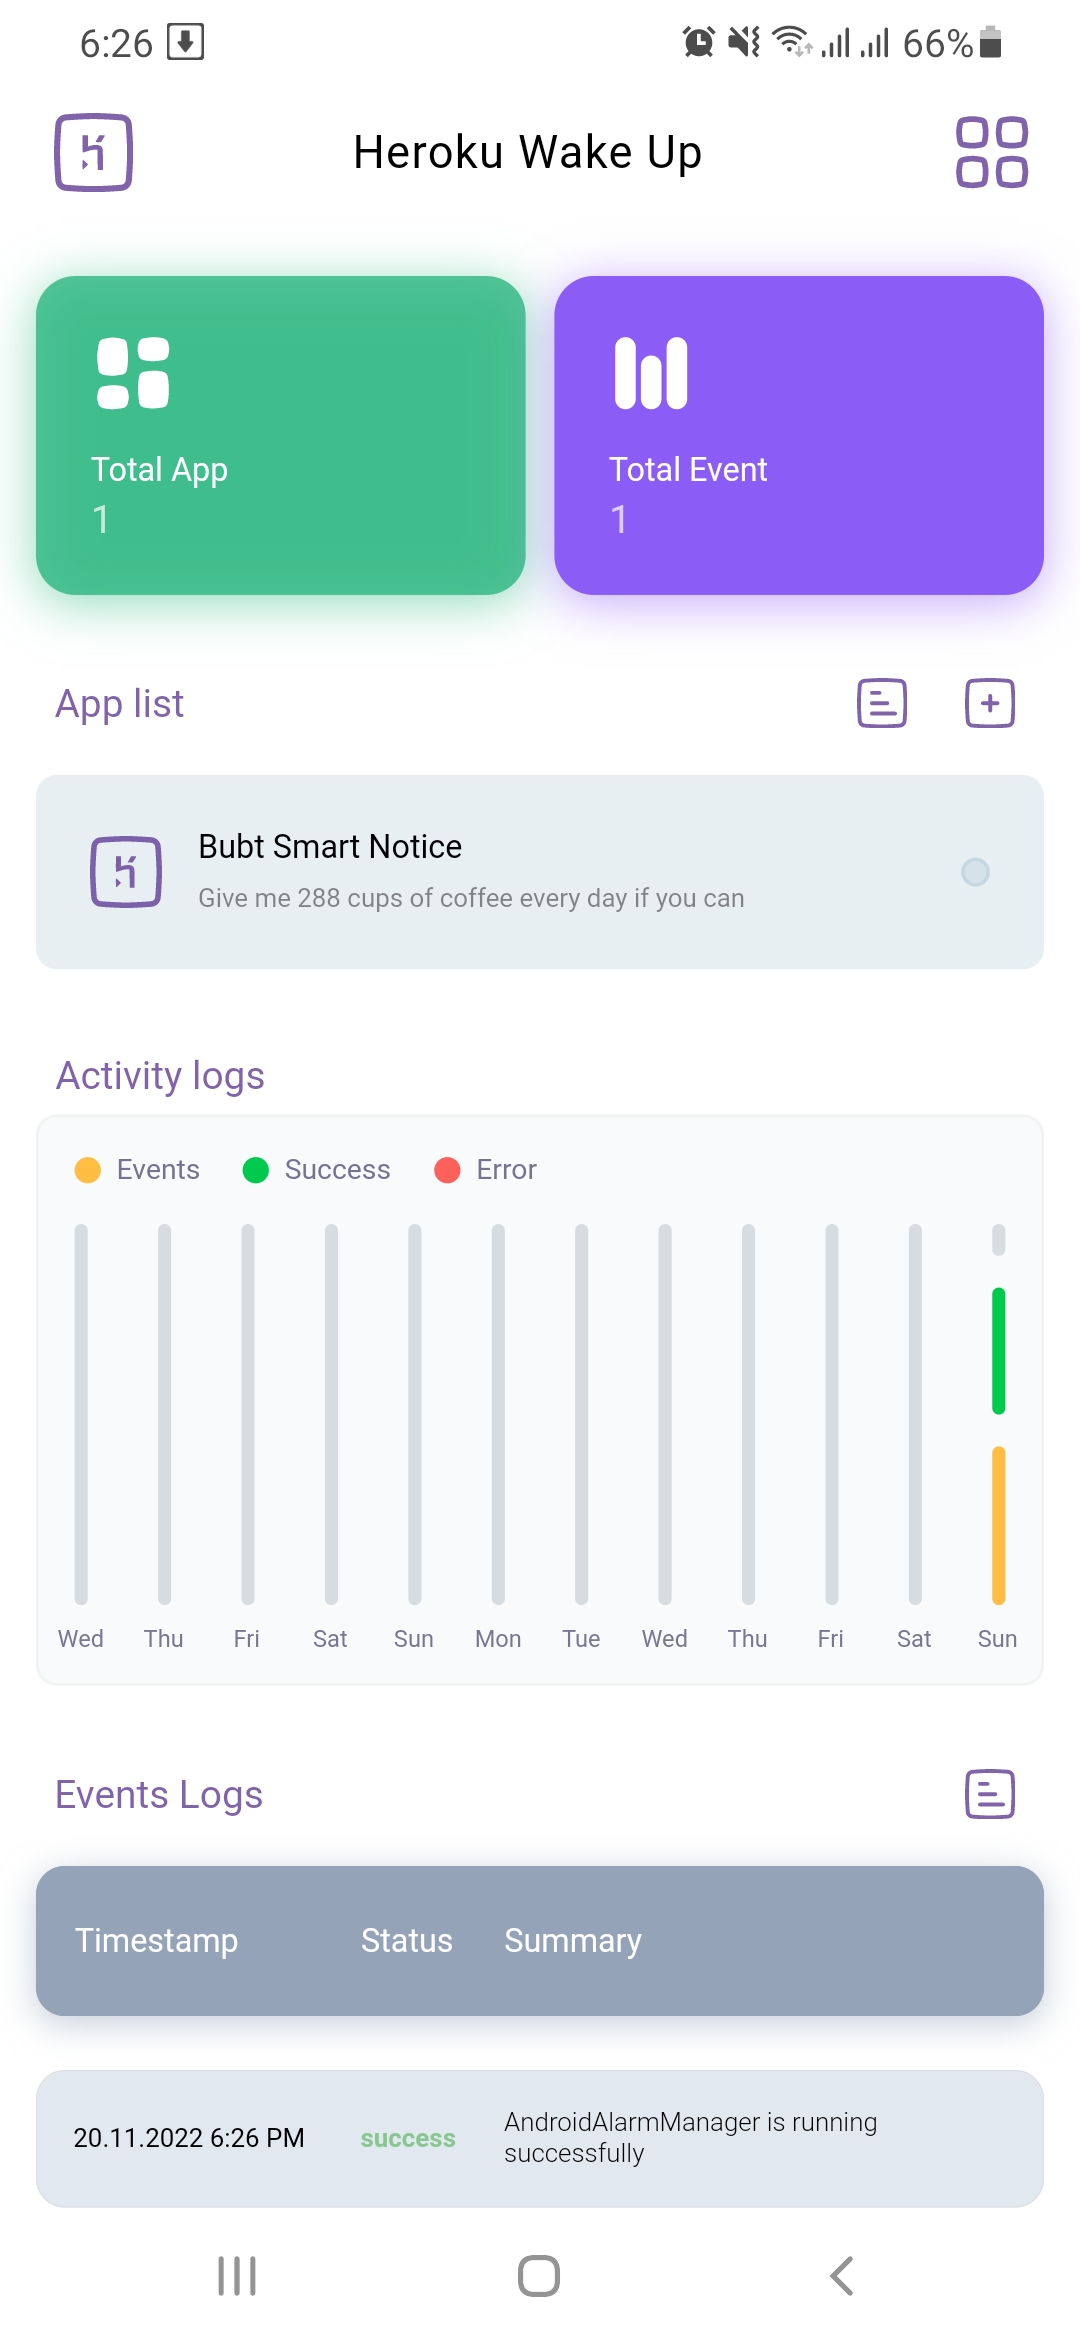 6:26 66%
Heroku Wake Up
Total App
1
Total Event
1
App list
Bubt Smart Notice
Give me 288 cups of coffee every day if you can
Activity logs
Events Success Error
Wed Thu Fri Sat Sun Mon Tue Wed Thu Fri Sat Sun
Events Logs
Timestamp Status Summary
20.11.2022 6:26 PM success AndroidAlarmManager is running
successfully